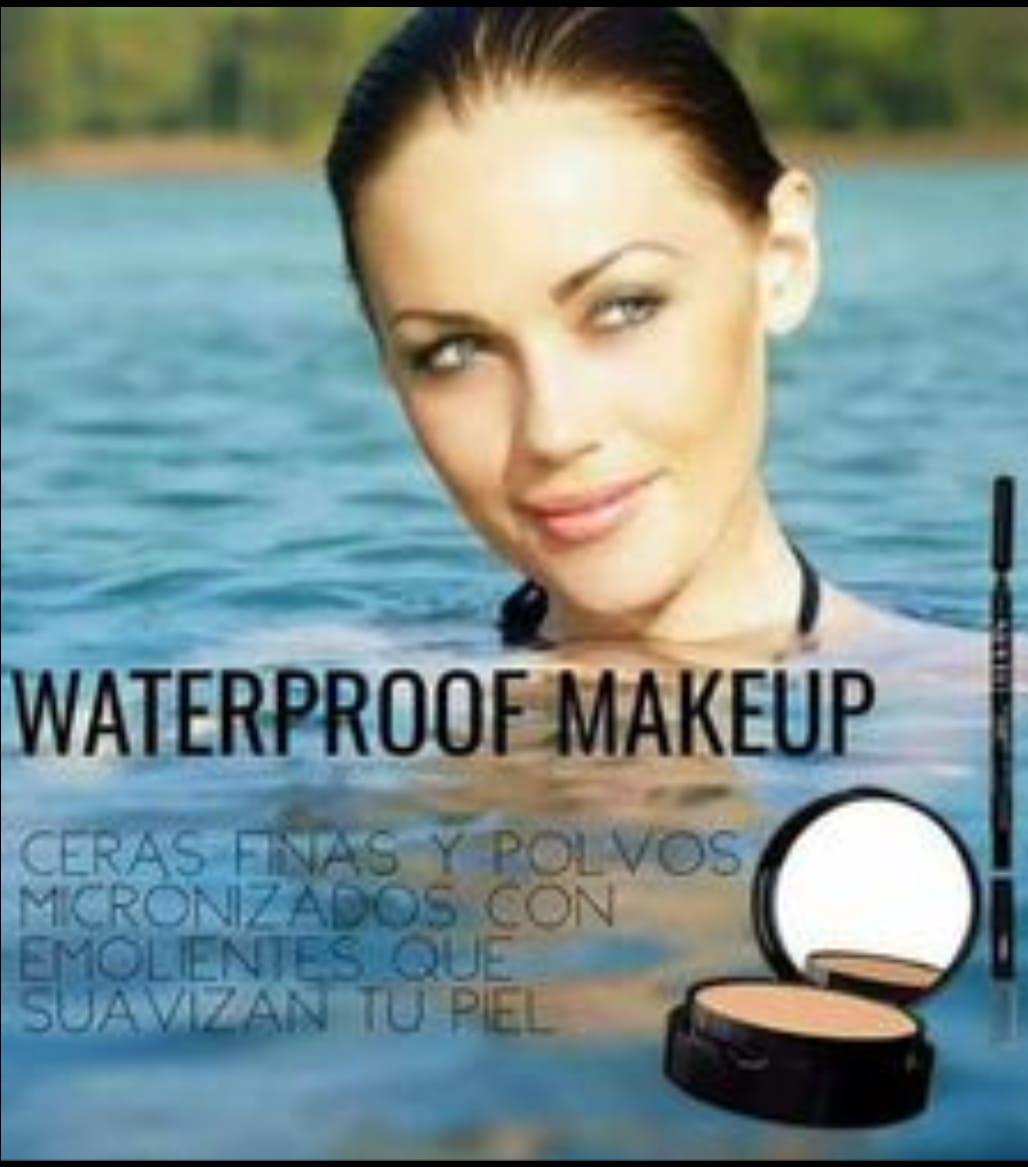 WATERPROOF MAKEUP
CERAS FINAS Y POLVOS
MICRONIZADOS CON
EMOLIENTES QUE
SUAVIZAN TU PIEL